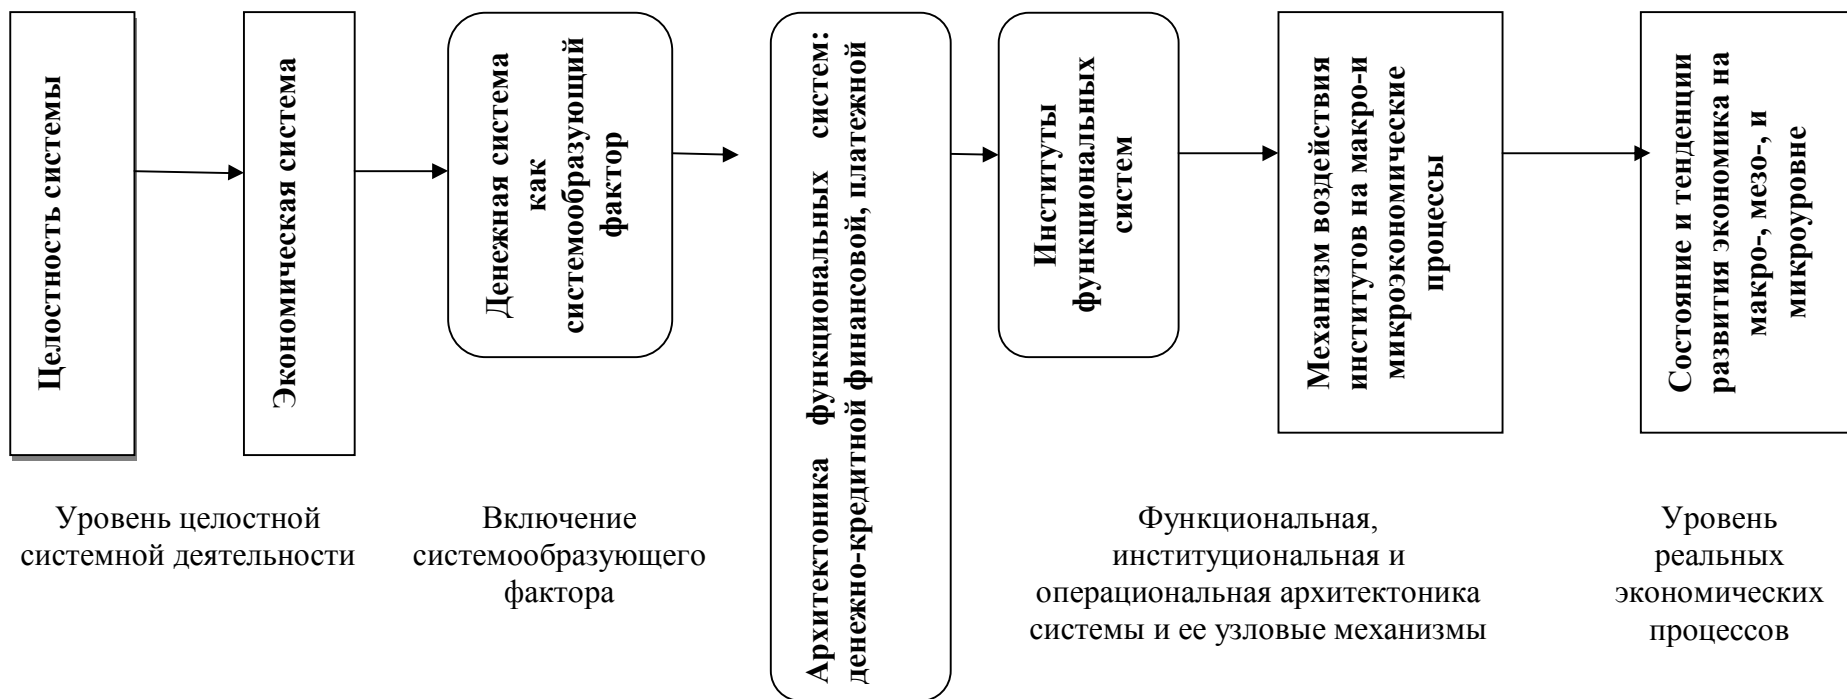 Целостность системы
Экономическая система
Денежная система
как
системообразующий
фактор
Архитектоника функциональных систем:
денежно-кредитной финансовой, платежной
Институты
функциональных
систем
Механизм воздействия
институтов на макро-и
микроэкономические
процессы
Состояние и тенденции
развития экономика на
макро-, мезо-, и
микроуровне
Уровень целостной
системной деятельности
Включение
системообразующего
фактора
Функциональная,
институциональная и
операциональная архитектоника
системы и ее узловые механизмы
Уровень
реальных
экономических
процессов